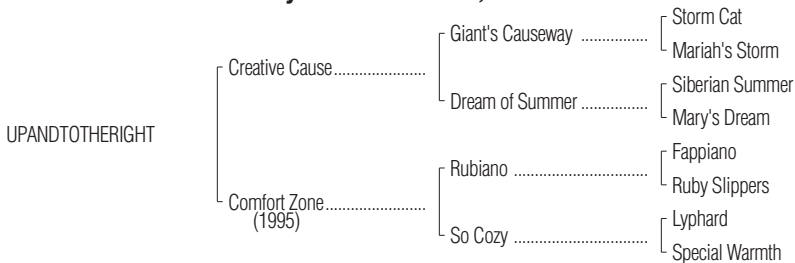 Storm Cat
Giant's Causeway ................
Mariah's Storm
Creative Cause......................
Siberian Summer
Dream of Summer ................
Mary's Dream
UPANDTOTHERIGHT
Fappiano
Rubiano ................................
Ruby Slippers
Comfort Zone........................
(1995)
Lyphard
So Cozy ................................
Special Warmth